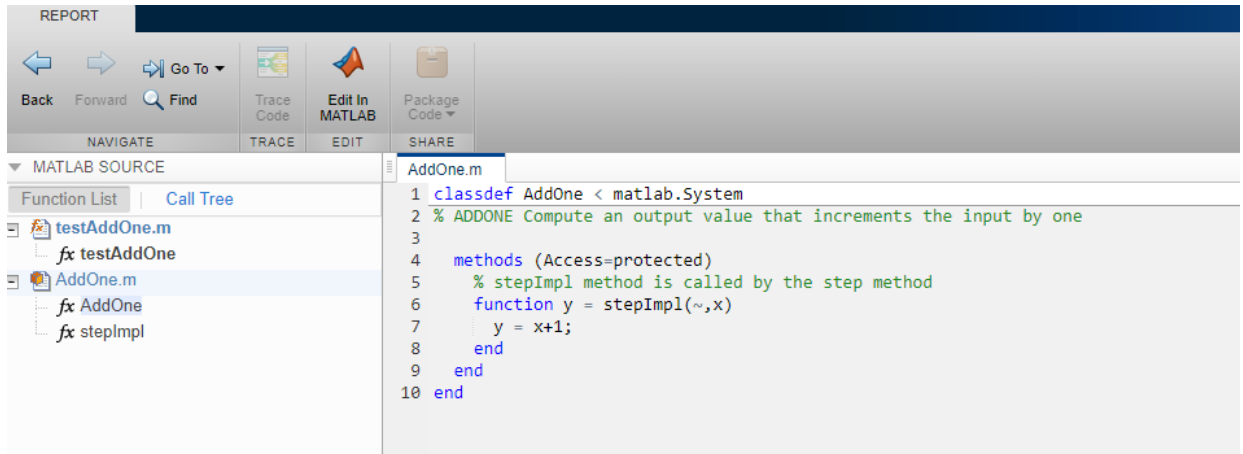 REPORT
Go To
Back Forward Find Trace Code Edit In MATLAB Package Code
NAVIGATE TRACE EDIT SHARE
MATLAB SOURCE
Function List | Call Tree
testAddOne.m
fx testAddOne
AddOne.m
fx AddOne
fx stepImpl
AddOne.m
1 classdef AddOne < matlab.System
2 % ADDONE Compute an output value that increments the input by one
3
4 methods (Access=protected)
5 % stepImpl method is called by the step method
6 function y = stepImpl(~,x)
7 y = x+1;
8 end
9 end
10 end